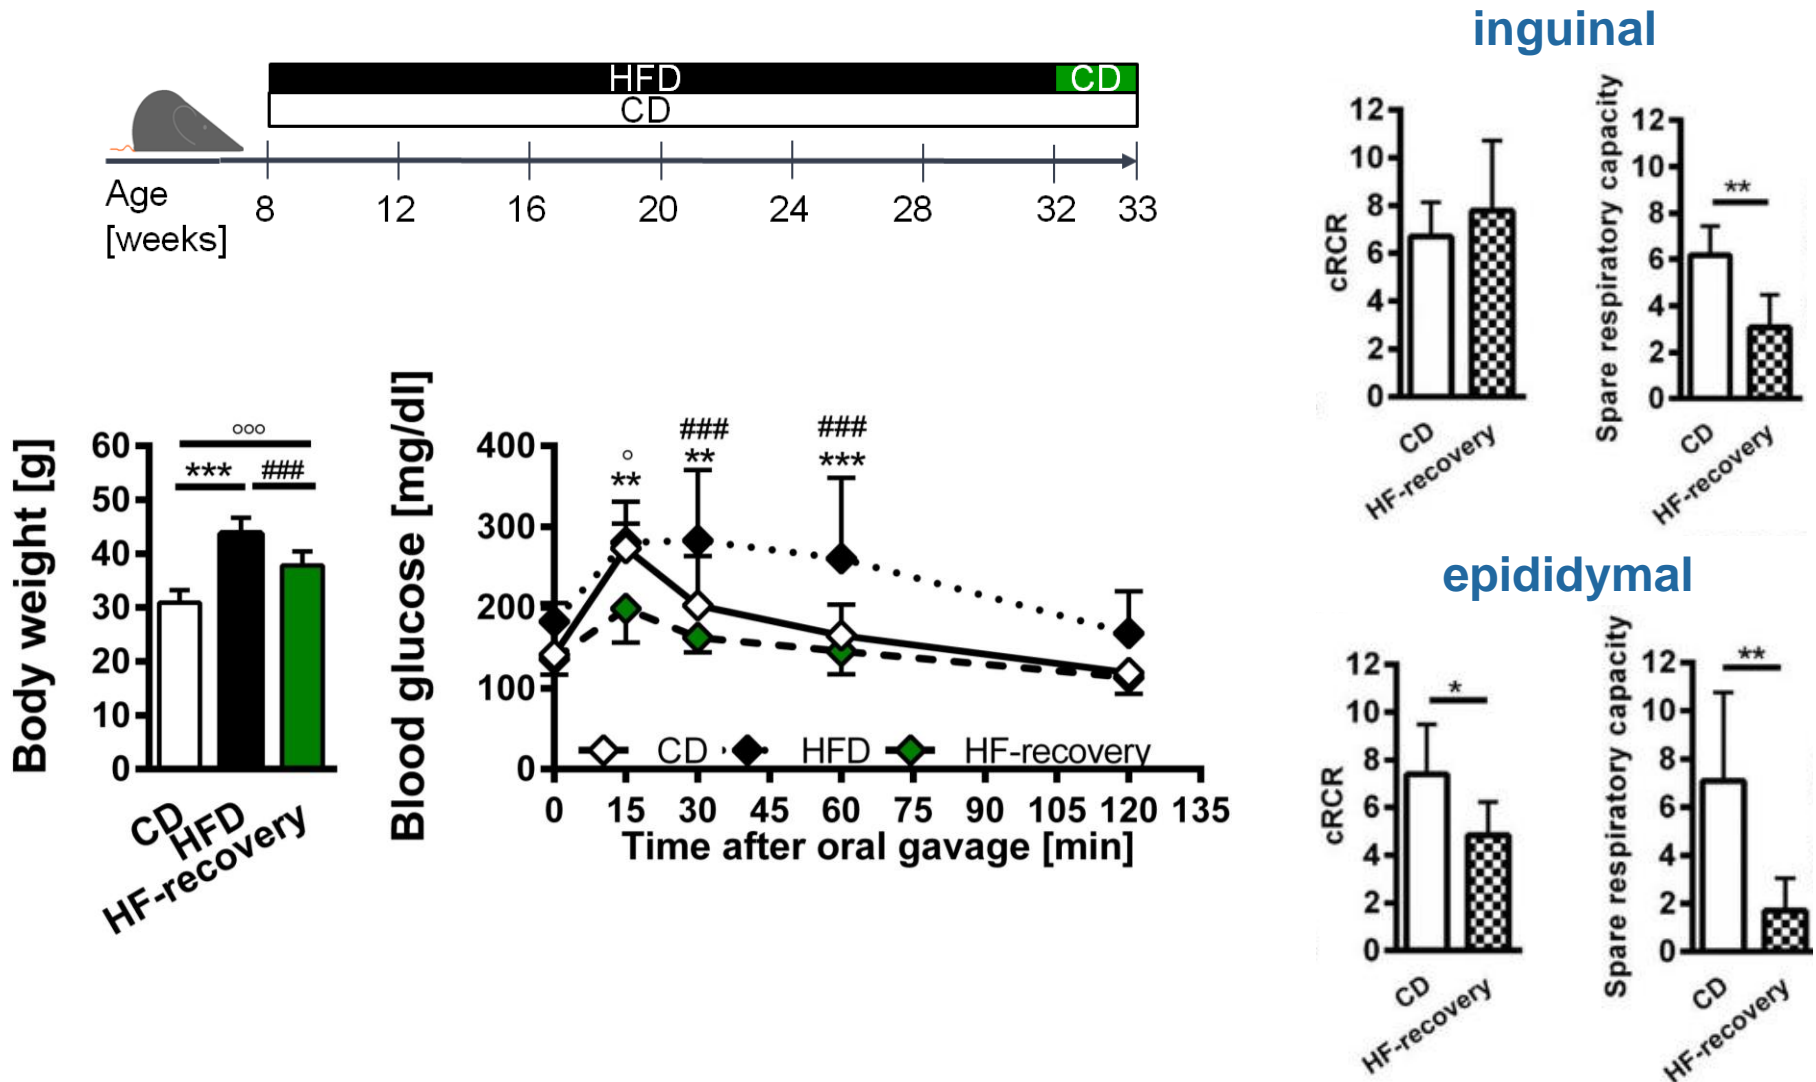 HFD
CD
CD
Age
[weeks]
8
12
16
20
24
28
32
33
Body weight [g]
60
50
40
30
20
10
0
°°°
***
###
CD
HFD
HF-recovery
Blood glucose [mg/dl]
400
300
200
100
0
°
**
###
**
###
***
CD
HFD
HF-recovery
0
15
30
45
60
75
90
105
120
135
Time after oral gavage [min]
inguinal
cRCR
12
10
8
6
4
2
0
CD
HF-recovery
Spare respiratory capacity
12
10
8
6
4
2
0
**
CD
HF-recovery
epididymal
cRCR
12
10
8
6
4
2
0
*
CD
HF-recovery
Spare respiratory capacity
12
10
8
6
4
2
0
**
CD
HF-recovery